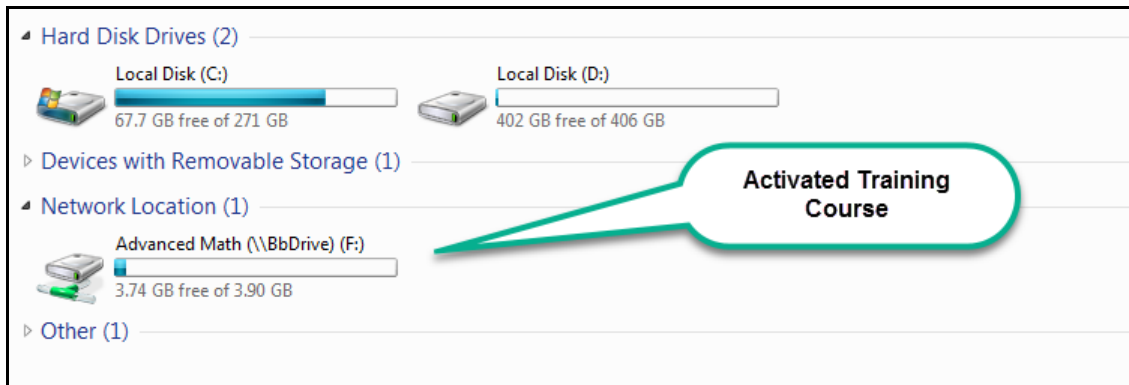 Hard Disk Drives (2)
Local Disk (C:)
67.7 GB free of 271 GB
Local Disk (D:)
402 GB free of 406 GB
Devices with Removable Storage (1)
Activated Training
Course
Network Location (1)
Advanced Math (\\BbDrive) (F:)
3.74 GB free of 3.90 GB
Other (1)